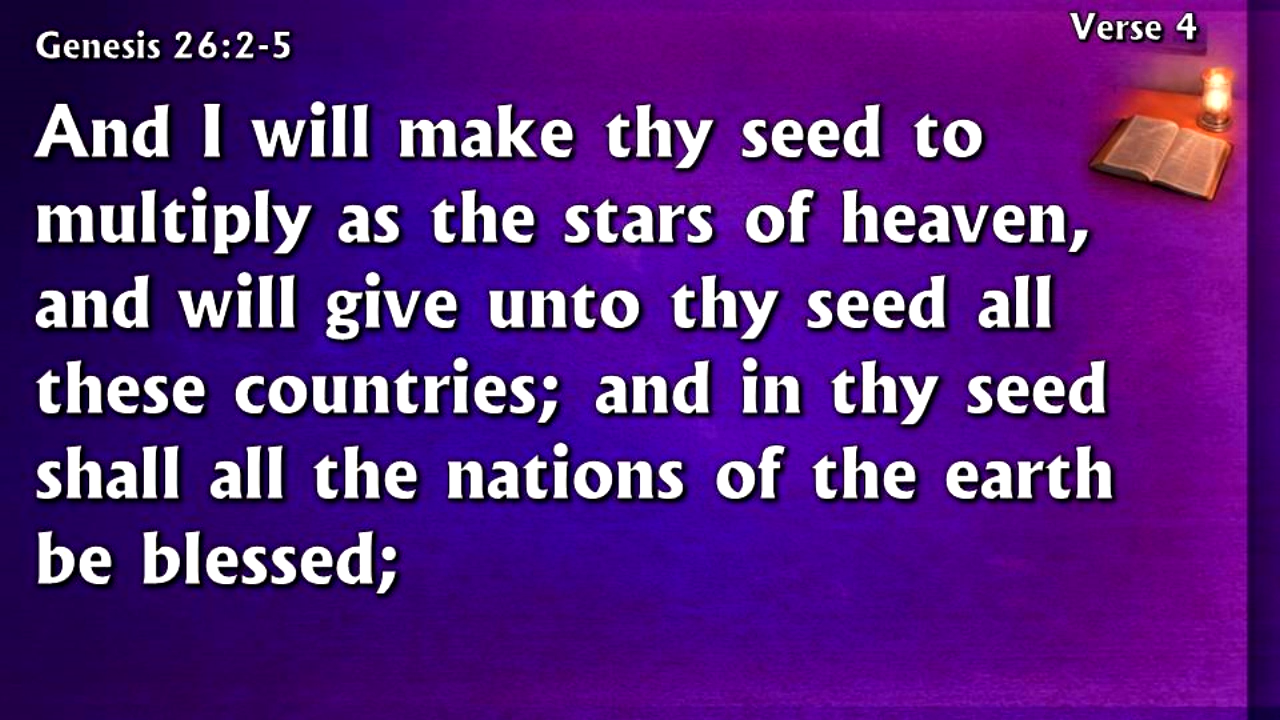 Genesis 26:2-5
Verse 4
And I will make thy seed to
multiply as the stars of heaven,
and will give unto thy seed all
these countries; and in thy seed
shall all the nations of the earth
be blessed;